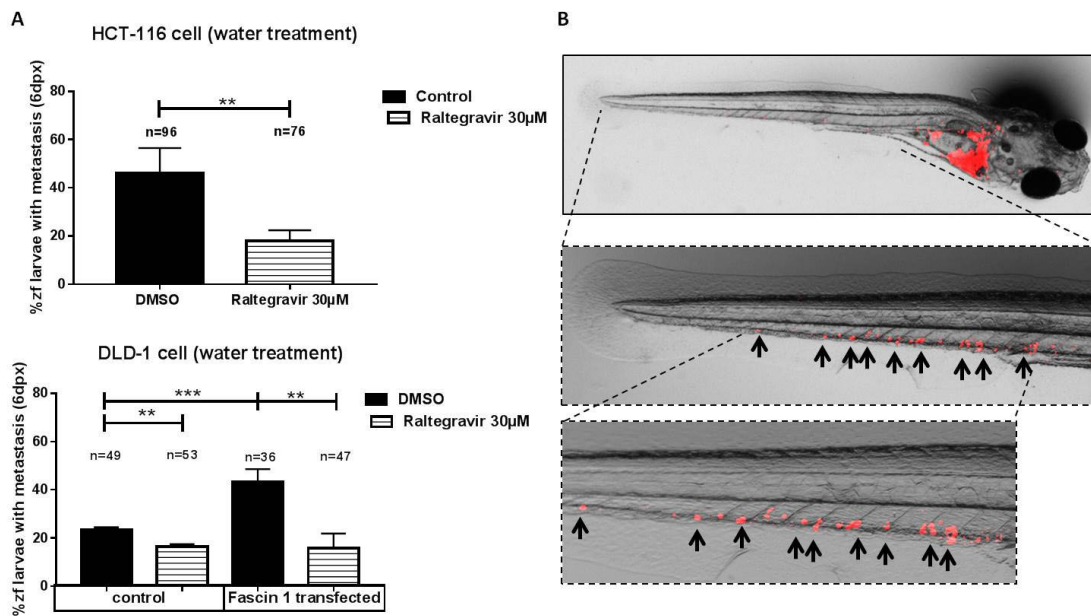 A
HCT-116 cell (water treatment)
%zf larvae with metastasis (6dpx)
80
60
40
20
0
**
n=96
n=76
DMSO
Raltegravir 30µM
Control
Raltegravir 30µM
DLD-1 cell (water treatment)
%zf larvae with metastasis (6dpx)
80
60
40
20
0
***
**
**
n=49
n=53
n=36
n=47
control
Fascin 1 transfected
DMSO
Raltegravir 30µM
B